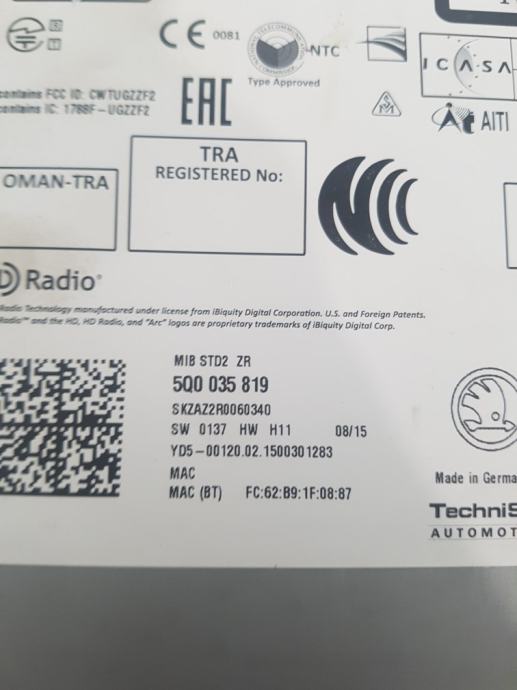 CE 0081
NTC
Type Approved
ICASA
contains FCC ID: CWTUGZZF2
contains IC: 1788F-UGZZF2
EAC
AITI
OMAN-TRA
TRA
REGISTERED No:
D Radio®
Radio Technology manufactured under license from iBiquity Digital Corporation. U.S. and Foreign Patents.
Radio™ and the HD, HD Radio, and "Arc" logos are proprietary trademarks of iBiquity Digital Corp.
MIB STD2 ZR
5Q0 035 819
SKZAZ2R0060340
SW 0137 HW H11 08/15
YD5-00120.02.1500301283
MAC
MAC (BT) FC:62:B9:1F:08:87
Made in Germa
TechniS
AUTOMOT